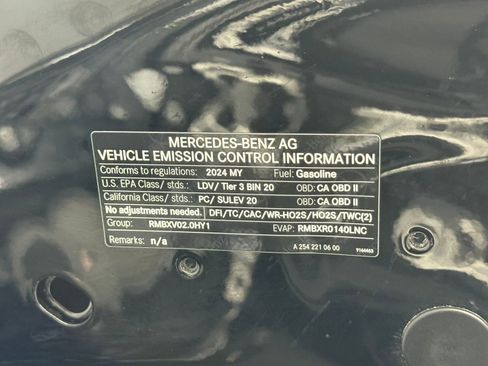 MERCEDES-BENZ AG
VEHICLE EMISSION CONTROL INFORMATION
Conforms to regulations: 2024 MY Fuel: Gasoline
U.S. EPA Class/ stds.: LDV/ Tier 3 BIN 20 OBD: CA OBD II
California Class/ stds.: PC/ SULEV 20 OBD: CA OBD II
No adjustments needed. DFI/TC/CAC/WR-HO2S/HO2S/TWC(2)
Group: RMBXV02.0HY1 EVAP: RMBXR0140LNC
Remarks: n/a A 254 221 06 00 9164463